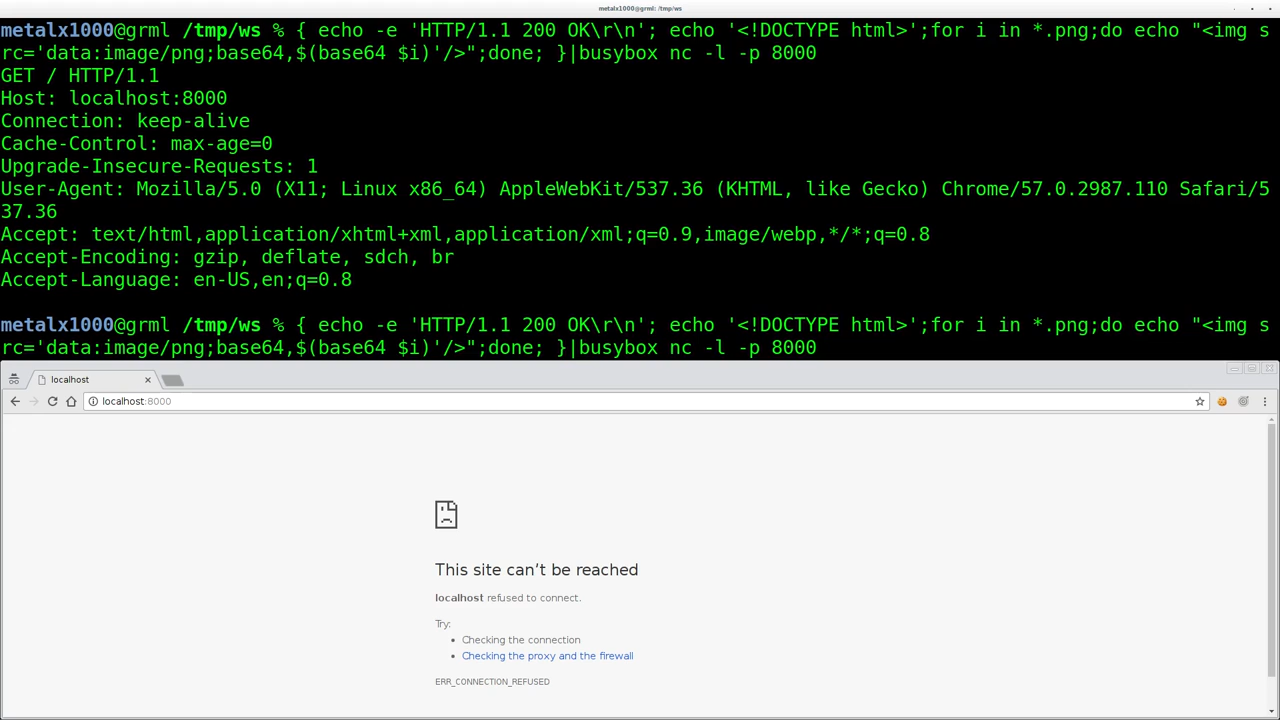 metalx1000@grml: /tmp/ws
metalx1000@grml /tmp/ws % { echo -e 'HTTP/1.1 200 OK\r\n'; echo '<!DOCTYPE html>';for i in *.png;do echo "<img s
rc='data:image/png;base64,$(base64 $i)'/>";done; }|busybox nc -l -p 8000
GET / HTTP/1.1
Host: localhost:8000
Connection: keep-alive
Cache-Control: max-age=0
Upgrade-Insecure-Requests: 1
User-Agent: Mozilla/5.0 (X11; Linux x86_64) AppleWebKit/537.36 (KHTML, like Gecko) Chrome/57.0.2987.110 Safari/5
37.36
Accept: text/html,application/xhtml+xml,application/xml;q=0.9,image/webp,*/*;q=0.8
Accept-Encoding: gzip, deflate, sdch, br
Accept-Language: en-US,en;q=0.8
metalx1000@grml /tmp/ws % { echo -e 'HTTP/1.1 200 OK\r\n'; echo '<!DOCTYPE html>';for i in *.png;do echo "<img s
rc='data:image/png;base64,$(base64 $i)'/>";done; }|busybox nc -l -p 8000
localhost
localhost:8000
This site can’t be reached
localhost refused to connect.
Try:
• Checking the connection
• Checking the proxy and the firewall
ERR_CONNECTION_REFUSED